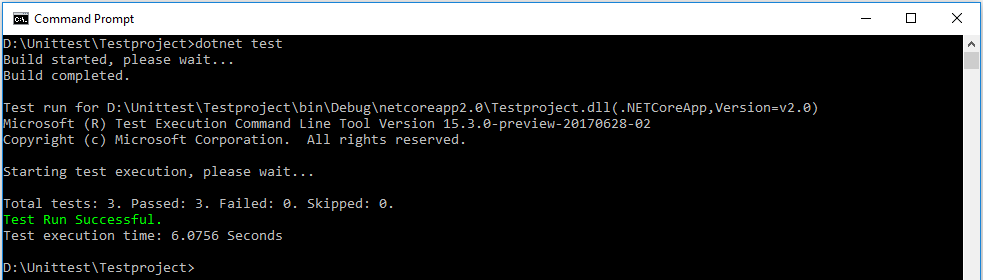 Command Prompt
D:\Unittest\Testproject>dotnet test
Build started, please wait...
Build completed.
Test run for D:\Unittest\Testproject\bin\Debug\netcoreapp2.0\Testproject.dll(.NETCoreApp,Version=v2.0)
Microsoft (R) Test Execution Command Line Tool Version 15.3.0-preview-20170628-02
Copyright (c) Microsoft Corporation.  All rights reserved.
Starting test execution, please wait...
Total tests: 3. Passed: 3. Failed: 0. Skipped: 0.
Test Run Successful.
Test execution time: 6.0756 Seconds
D:\Unittest\Testproject>